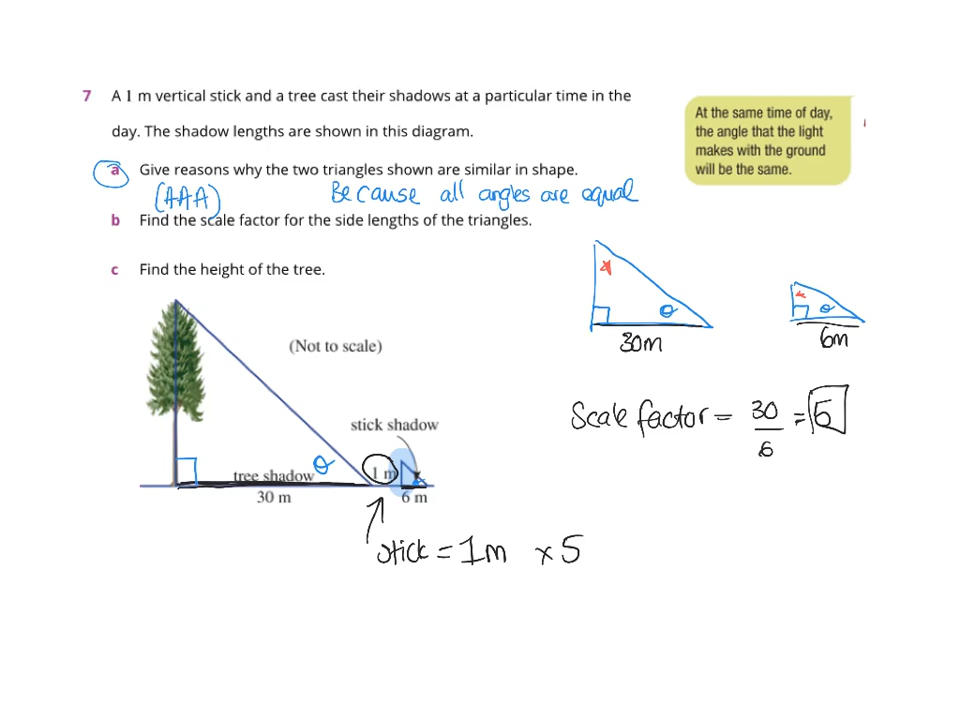 7 A 1 m vertical stick and a tree cast their shadows at a particular time in the
day. The shadow lengths are shown in this diagram.
At the same time of day,
the angle that the light
makes with the ground
will be the same.
a Give reasons why the two triangles shown are similar in shape.
(AAA) Because all angles are equal
b Find the scale factor for the side lengths of the triangles.
c Find the height of the tree.
(Not to scale)
stick shadow
tree shadow θ 1 m
30 m 6 m
θ θ
30m 6m
Scale factor = 30/6 = 5
stick = 1m × 5